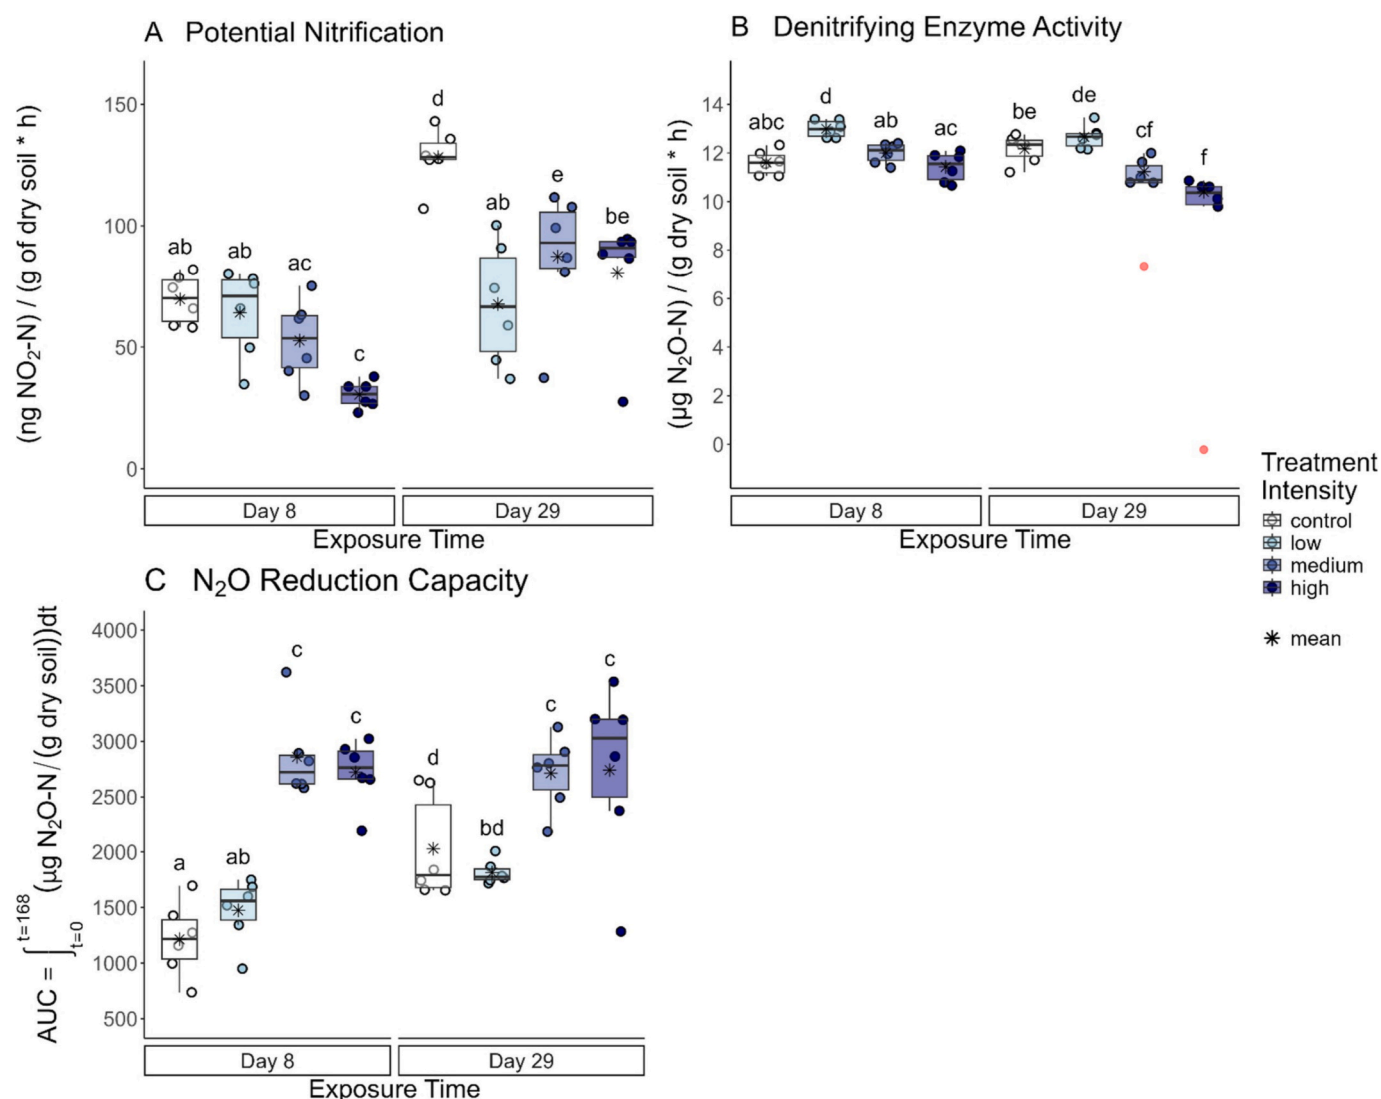 A Potential Nitrification
(ng NO₂-N) / (g of dry soil * h)
150
100
50
0
ab
ab
ac
c
d
ab
e
be
Day 8
Day 29
Exposure Time
B Denitrifying Enzyme Activity
(µg N₂O-N) / (g dry soil * h)
14
12
10
8
6
4
2
0
abc
d
ab
ac
be
de
cf
f
Day 8
Day 29
Exposure Time
Treatment
Intensity
control
low
medium
high
mean
C N₂O Reduction Capacity
AUC = ∫ t=168 t=0 (µg N₂O-N/(g dry soil))dt
4000
3500
3000
2500
2000
1500
1000
500
a
ab
c
c
d
bd
c
c
Day 8
Day 29
Exposure Time